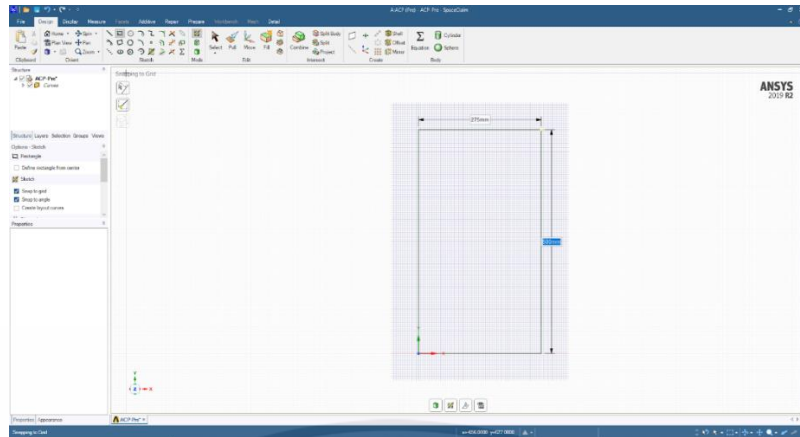 A:ACP (Pre) - ACP Pre - SpaceClaim
File Design Display Measure Facets Additive Repair Prepare Workbench Mesh Detail
Home Spin
Plan View Pan
Zoom
Paste
Select Pull Move Fill
Combine
Split Body
Split
Project
Shell
Offset
Mirror
Equation
Cylinder
Sphere
Clipboard Orient Sketch Mode Edit Intersect Create Body
Structure
ACP Pre*
Curves
Structure Layers Selection Groups Views
Options - Sketch
Rectangle
Define rectangle from center
Sketch
Snap to grid
Snap to angle
Create layout curves
Properties
Properties Appearance
Snapping to Grid
ANSYS
2019 R2
275mm
Y
X
ACP Pre*
Snapping to Grid